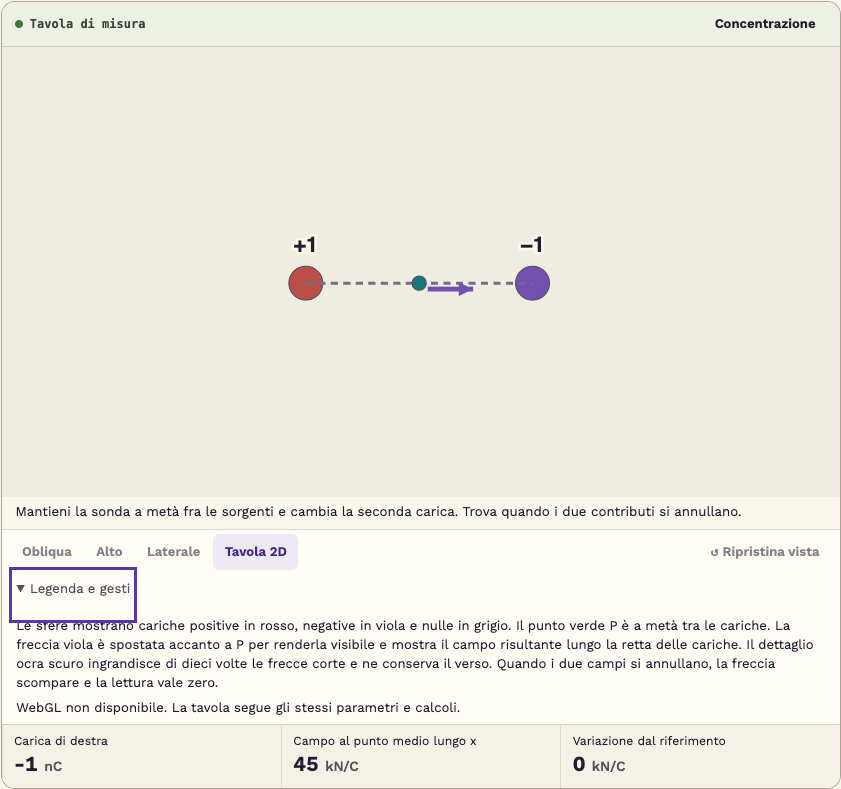 Tavola di misura
Concentrazione
+1
−1
Mantieni la sonda a metà fra le sorgenti e cambia la seconda carica. Trova quando i due contributi si annullano.
Obliqua Alto Laterale Tavola 2D ↺ Ripristina vista
▼ Legenda e gesti
Le sfere mostrano cariche positive in rosso, negative in viola e nulle in grigio. Il punto verde P è a metà tra le cariche. La
freccia viola è spostata accanto a P per renderla visibile e mostra il campo risultante lungo la retta delle cariche. Il dettaglio
ocra scuro ingrandisce di dieci volte le frecce corte e ne conserva il verso. Quando i due campi si annullano, la freccia
scompare e la lettura vale zero.
WebGL non disponibile. La tavola segue gli stessi parametri e calcoli.
Carica di destra
-1 nC
Campo al punto medio lungo x
45 kN/C
Variazione dal riferimento
0 kN/C